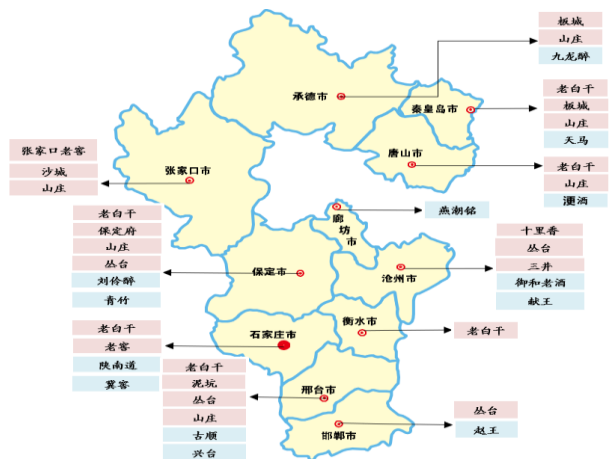 板城
山庄
九龙醉
承德市
老白干
板城
山庄
天马
秦皇岛市
张家口老窖
沙城
山庄
张家口市
唐山市
老白干
山庄
浭酒
燕潮铭
廊坊市
老白干
保定府
山庄
丛台
刘伶醉
青竹
保定市
沧州市
十里香
丛台
三井
御和老酒
献王
老白干
老窖
陕南道
冀窖
石家庄市
衡水市
老白干
老白干
泥坑
丛台
山庄
古顺
兴台
邢台市
邯郸市
丛台
赵王